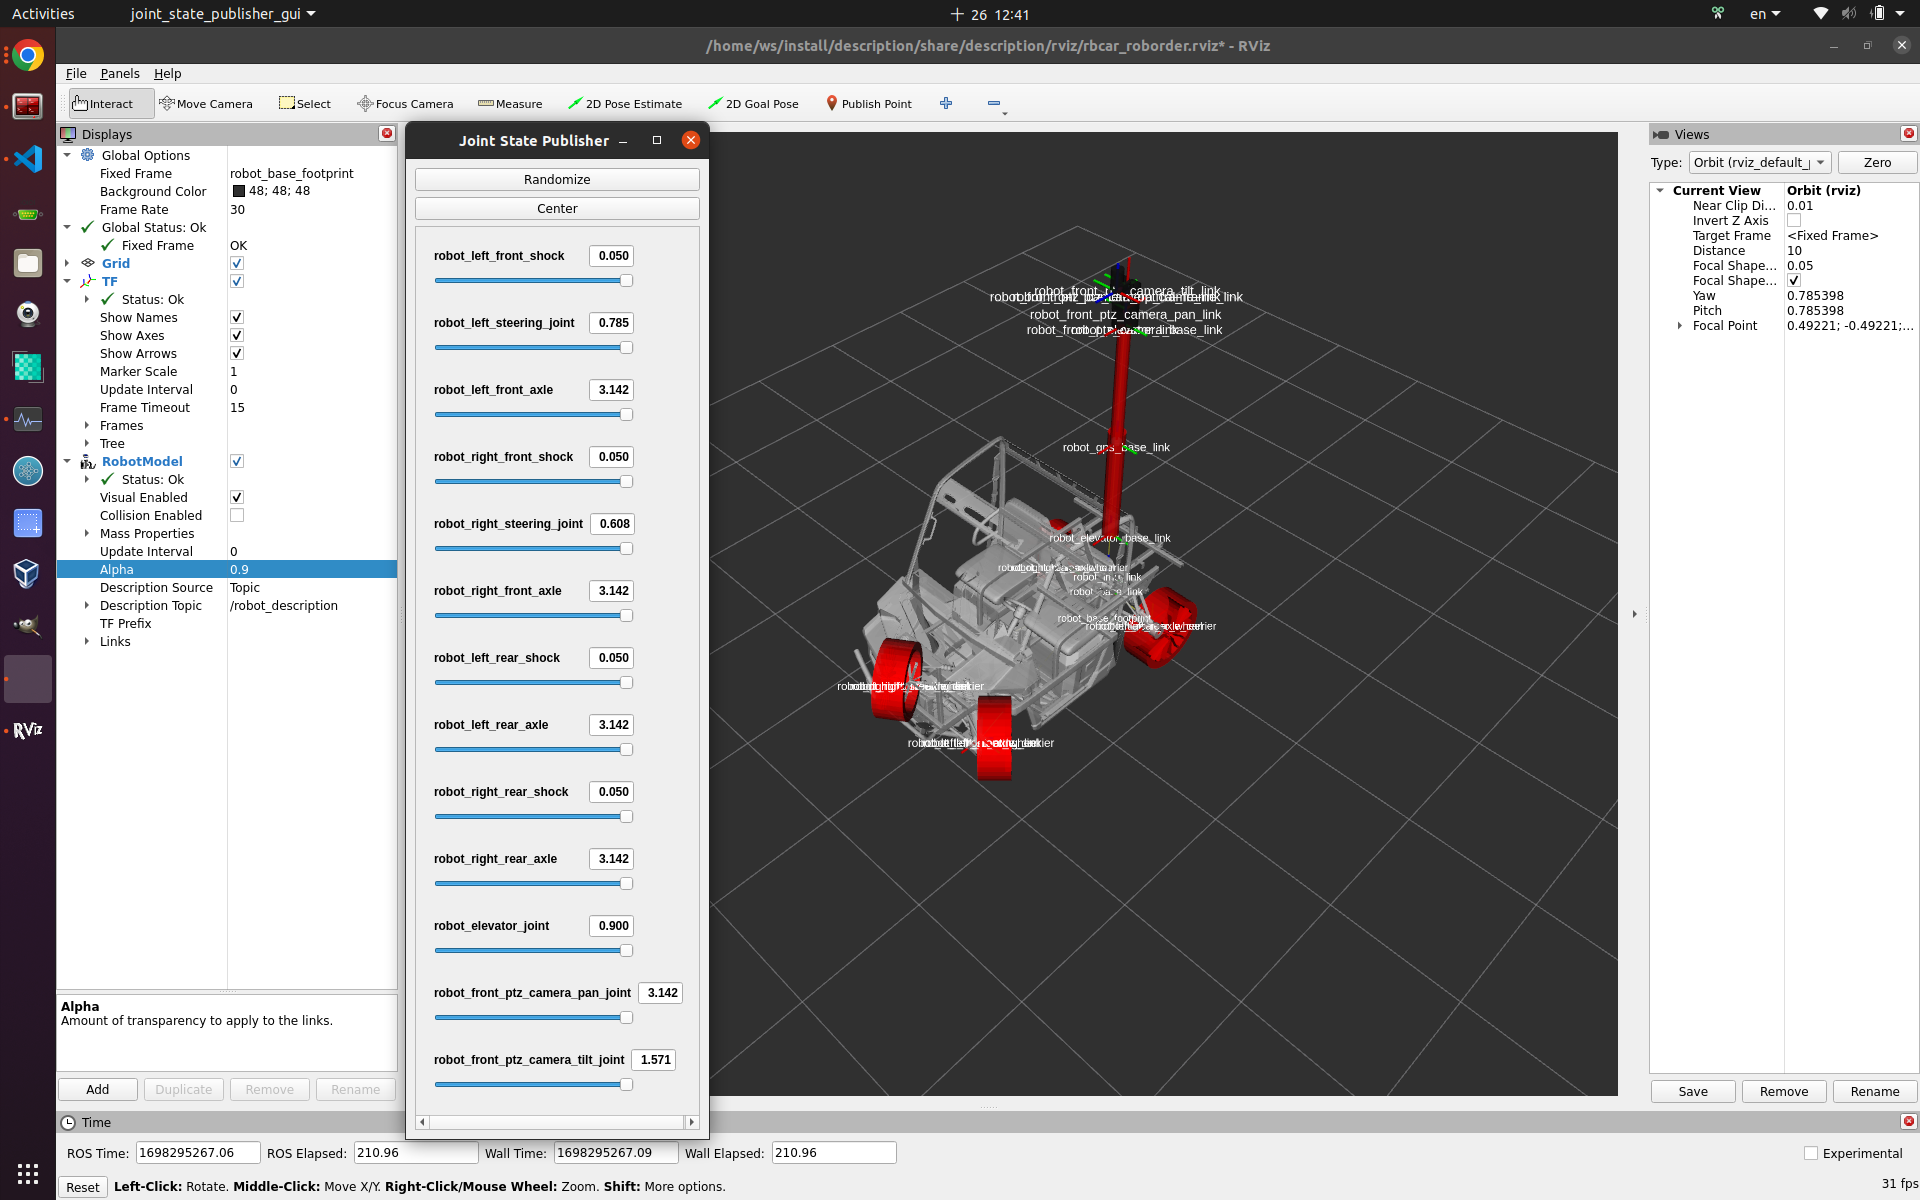 Activities
joint_state_publisher_gui
26 12:41
en
/home/ws/install/description/share/description/rviz/rbcar_roborder.rviz* - RViz
File Panels Help
Interact Move Camera Select Focus Camera Measure 2D Pose Estimate 2D Goal Pose Publish Point
Displays
Global Options
Fixed Frame robot_base_footprint
Background Color 48; 48; 48
Frame Rate 30
Global Status: Ok
Fixed Frame OK
Grid
TF
Status: Ok
Show Names
Show Axes
Show Arrows
Marker Scale 1
Update Interval 0
Frame Timeout 15
Frames
Tree
RobotModel
Status: Ok
Visual Enabled
Collision Enabled
Mass Properties
Update Interval 0
Alpha 0.9
Description Source Topic
Description Topic /robot_description
TF Prefix
Links
Alpha
Amount of transparency to apply to the links.
Add Duplicate Remove Rename
Joint State Publisher
Randomize
Center
robot_left_front_shock 0.050
robot_left_steering_joint 0.785
robot_left_front_axle 3.142
robot_right_front_shock 0.050
robot_right_steering_joint 0.608
robot_right_front_axle 3.142
robot_left_rear_shock 0.050
robot_left_rear_axle 3.142
robot_right_rear_shock 0.050
robot_right_rear_axle 3.142
robot_elevator_joint 0.900
robot_front_ptz_camera_pan_joint 3.142
robot_front_ptz_camera_tilt_joint 1.571
robot_front_ptz_camera_pan_link
robot_gps_base_link
robot_elevator_base_link
robot_base_link
robot_base_footprint
Views
Type: Orbit (rviz_default_ Zero
Current View Orbit (rviz)
Near Clip Di... 0.01
Invert Z Axis
Target Frame <Fixed Frame>
Distance 10
Focal Shape... 0.05
Focal Shape...
Yaw 0.785398
Pitch 0.785398
Focal Point 0.49221; -0.49221;...
Save Remove Rename
Time
ROS Time: 1698295267.06 ROS Elapsed: 210.96 Wall Time: 1698295267.09 Wall Elapsed: 210.96 Experimental
Reset Left-Click: Rotate. Middle-Click: Move X/Y. Right-Click/Mouse Wheel: Zoom. Shift: More options. 31 fps
RViz